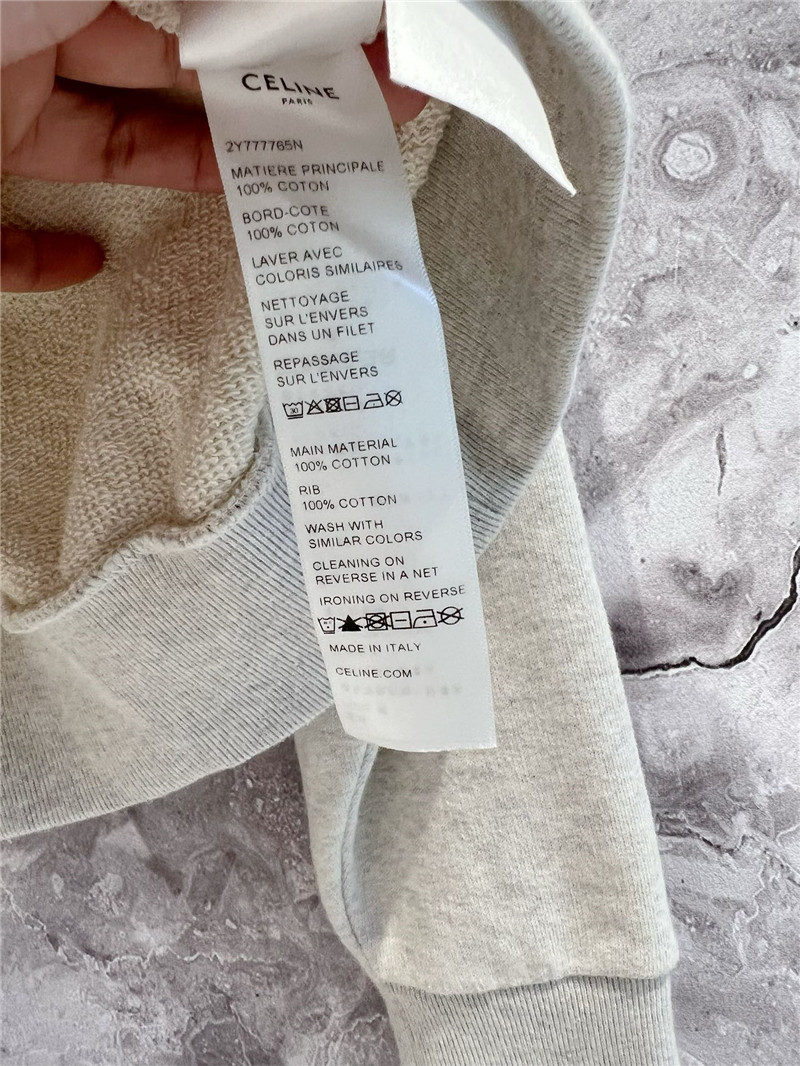 CELINE
PARIS
2Y777765N
MATIERE PRINCIPALE
100% COTON
BORD-COTE
100% COTON
LAVER AVEC
COLORIS SIMILAIRES
NETTOYAGE
SUR L'ENVERS
DANS UN FILET
REPASSAGE
SUR L'ENVERS
30
MAIN MATERIAL
100% COTTON
RIB
100% COTTON
WASH WITH
SIMILAR COLORS
CLEANING ON
REVERSE IN A NET
IRONING ON REVERSE
MADE IN ITALY
CELINE.COM